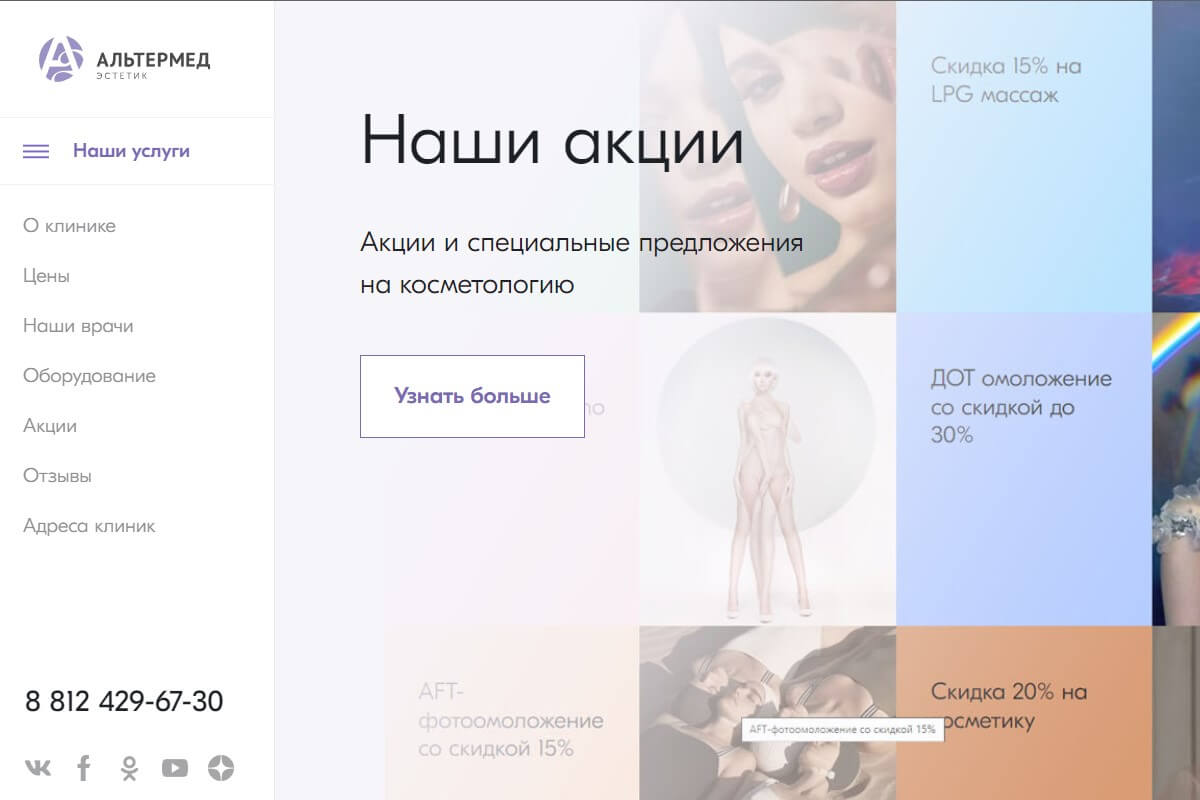 АЛЬТЕРМЕД
ЭСТЕТИК
Наши услуги
О клинике
Цены
Наши врачи
Оборудование
Акции
Отзывы
Адреса клиник
8 812 429-67-30
Наши акции
Акции и специальные предложения
на косметологию
Узнать больше
Скидка 15% на
LPG массаж
ДОТ омоложение
со скидкой до
30%
AFT-
фотоомоложение
со скидкой 15%
AFT-фотоомоложение со скидкой 15%
Скидка 20% на